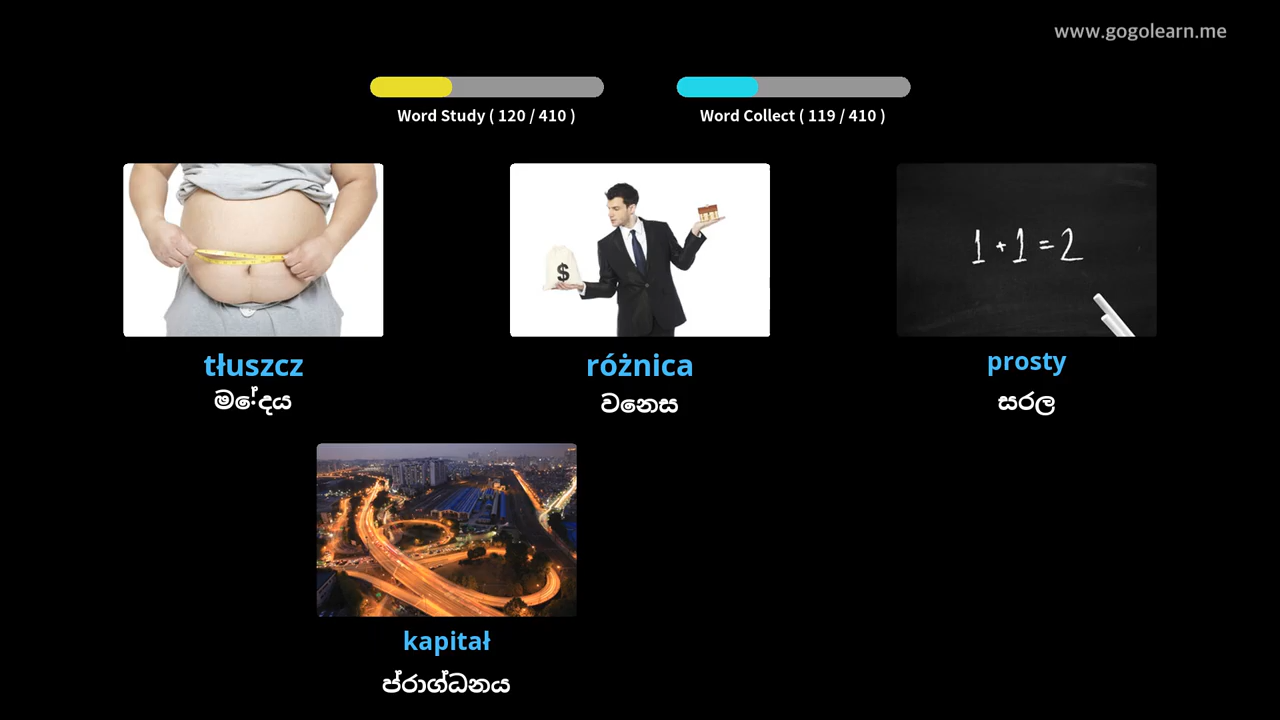 www.gogolearn.me
Word Study ( 120 / 410 )
Word Collect ( 119 / 410 )
$
1 + 1 = 2
tłuszcz
różnica
prosty
මේදය
වෙනස
සරල
kapitał
ප්රාග්ධනය